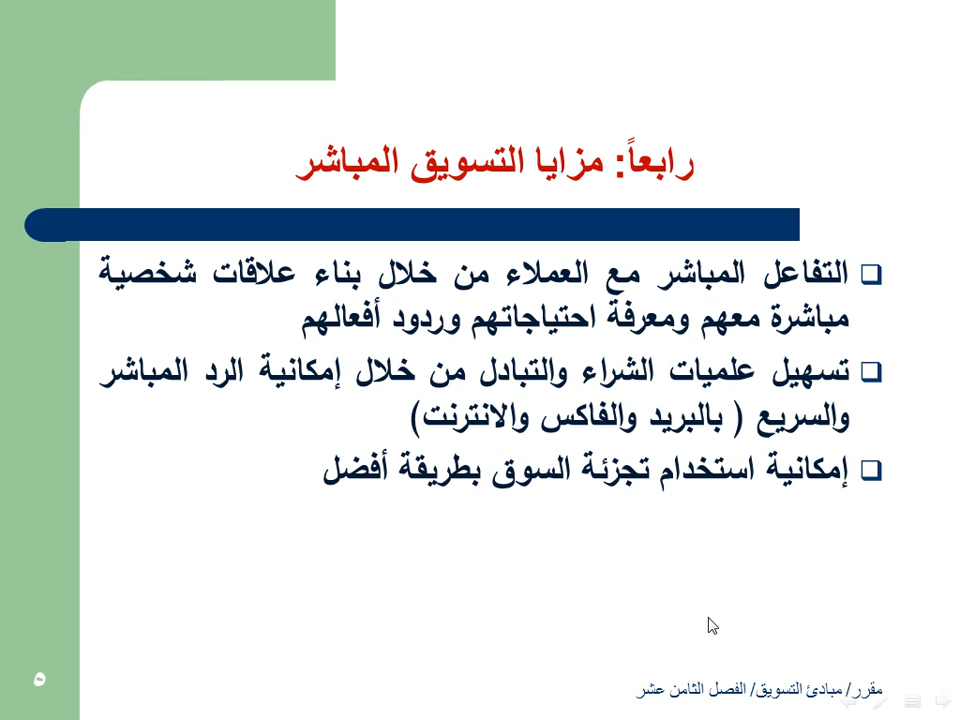 رابعاً: مزايا التسويق المباشر
التفاعل المباشر مع العملاء من خلال بناء علاقات شخصية
مباشرة معهم ومعرفة احتياجاتهم وردود أفعالهم
تسهيل علميات الشراء والتبادل من خلال إمكانية الرد المباشر
والسريع ( بالبريد والفاكس والانترنت)
إمكانية استخدام تجزئة السوق بطريقة أفضل
مقرر/ مبادئ التسويق/ الفصل الثامن عشر
٥